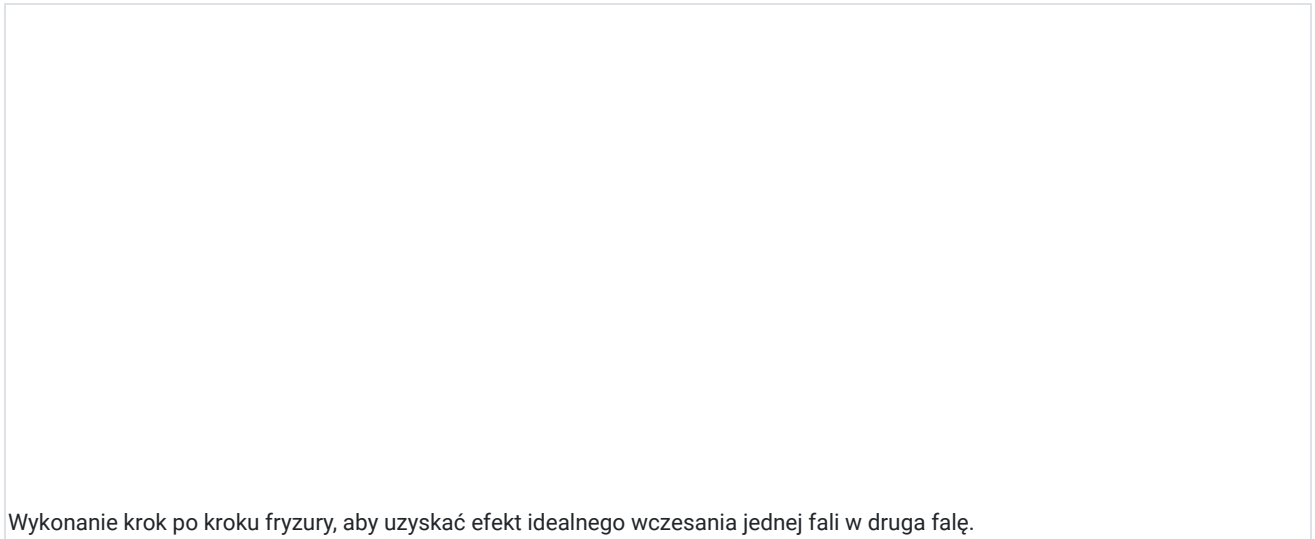 Wykonanie krok po kroku fryzury, aby uzyskać efekt idealnego wczesania jednej fali w druga falę.